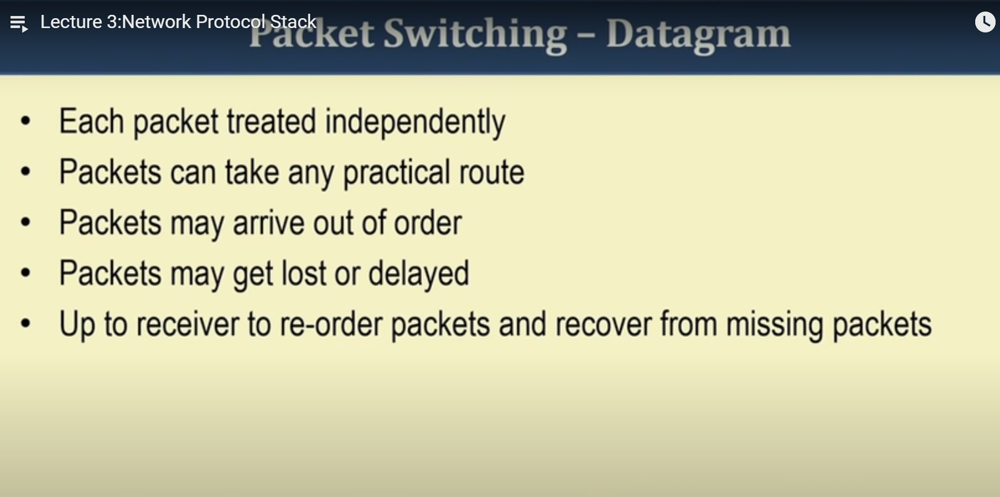 Lecture 3:Network Protocol Stack
Packet Switching – Datagram
• Each packet treated independently
• Packets can take any practical route
• Packets may arrive out of order
• Packets may get lost or delayed
• Up to receiver to re-order packets and recover from missing packets